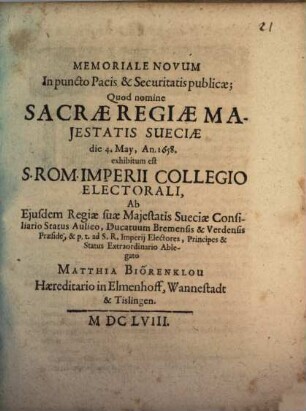 21
MEMORIALE NOVUM
In puncto Pacis & Securitatis publicæ;
Quod nomine
SACRÆ REGIÆ MA-
JESTATIS SUECIÆ
die 4. May, An. 1658.
exhibitum est
S. ROM. IMPERII COLLEGIO
ELECTORALI,
Ab
Ejusdem Regiæ suæ Majestatis Sueciæ Consi-
liario Status Aulico, Ducatuum Bremensis & Verdensis
Præside, & p. t. ad S. R. Imperij Electores, Principes &
Status Extraordinario Able-
gato
MATTHIA BIÖRENKLOU
Hæreditario in Elmenhoff, Wannestadt
& Tislingen.
M DC LVIII.